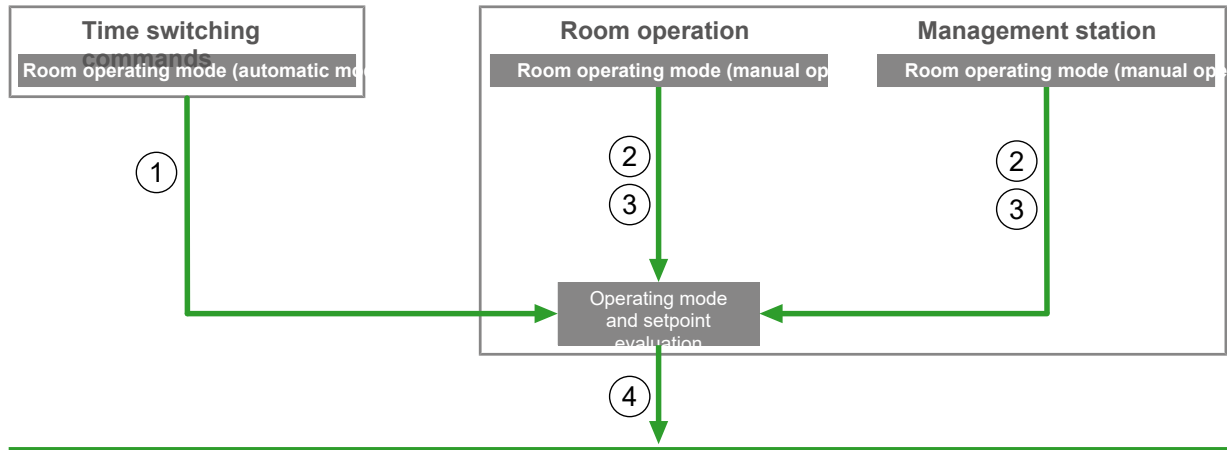 Time switching
commands
Room operating mode (automatic mo
Room operation
Room operating mode (manual op
Management station
Room operating mode (manual ope
1
2
3
2
3
Operating mode
and setpoint
evaluation
4